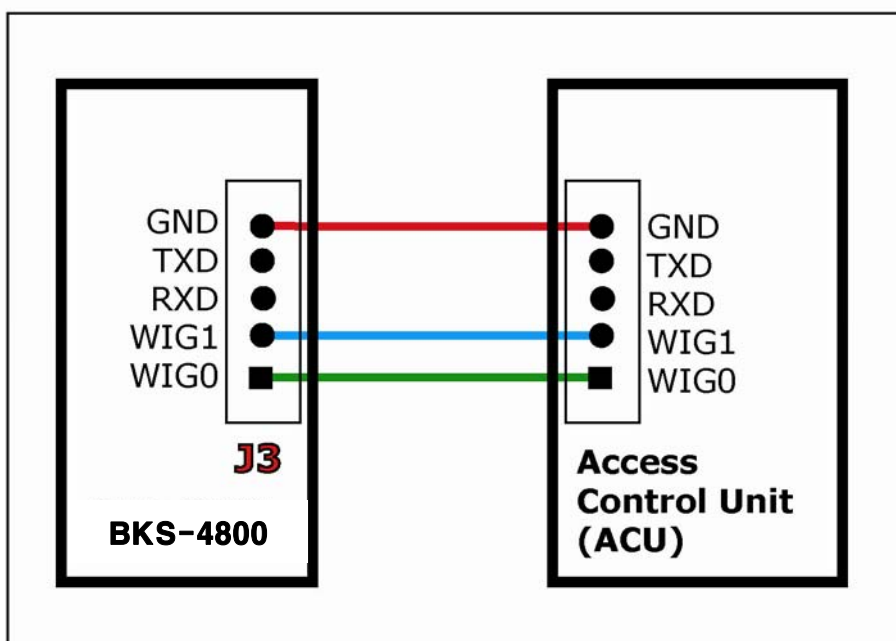 GND
TXD
RXD
WIG1
WIG0
J3
BKS-4800
GND
TXD
RXD
WIG1
WIG0
Access
Control Unit
(ACU)